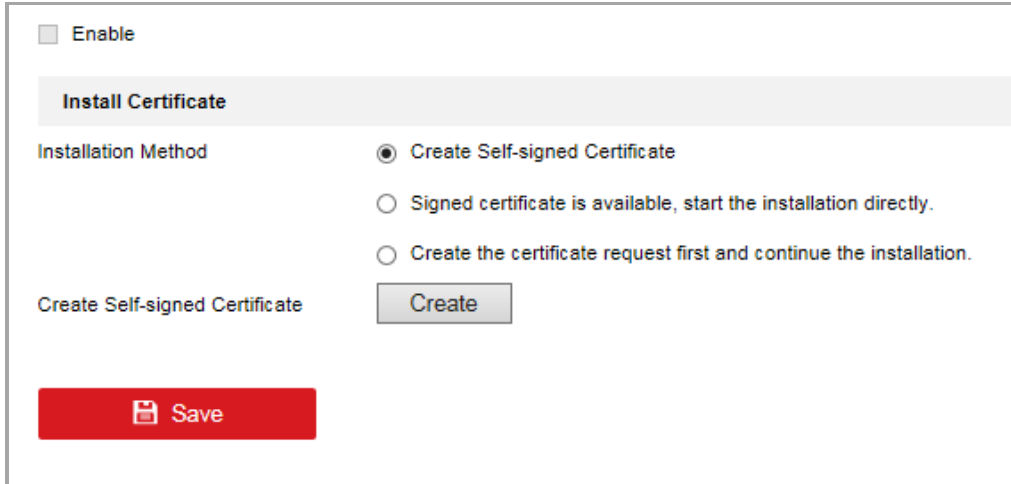 Enable
Install Certificate
Installation Method
Create Self-signed Certificate
Signed certificate is available, start the installation directly.
Create the certificate request first and continue the installation.
Create Self-signed Certificate
Create
Save